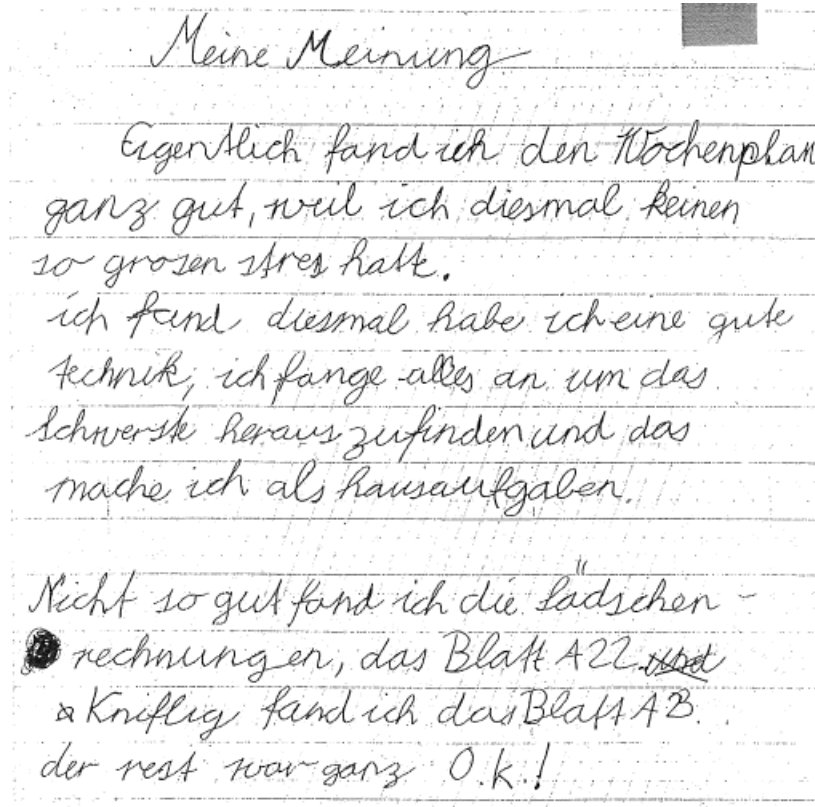 Meine Meinung
Eigentlich fand ich den Wochenplan
ganz gut, weil ich diesmal keinen
so grosen stres hatt.
ich fand diesmal habe ich eine gute
technik, ich fange alles an um das
schwerste heraus zufinden und das
mache ich als hausaufgaben.
Nicht so gut fand ich die Lädschen -
rechnungen, das Blatt A22 und
Kniflig fand ich das Blatt AB.
der rest war ganz O.k.!